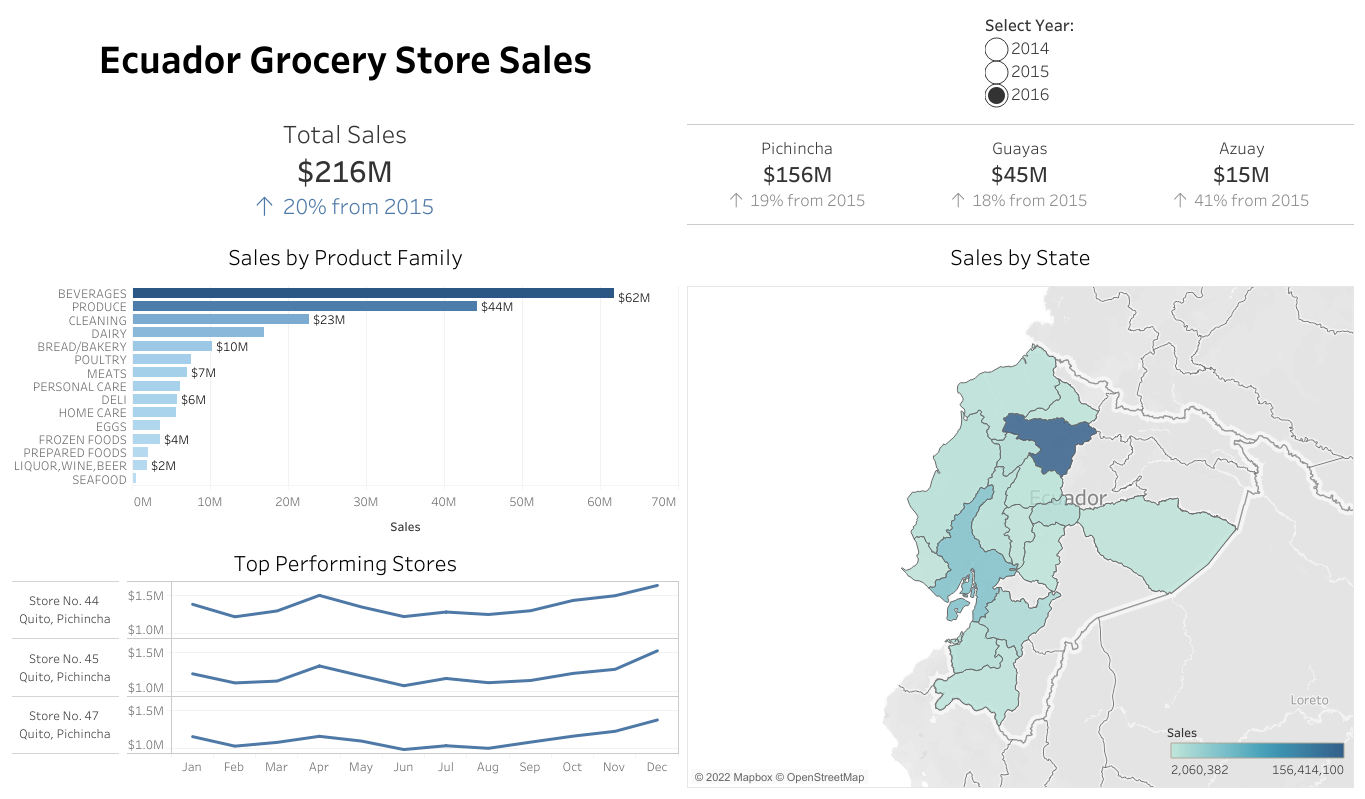 Ecuador Grocery Store Sales
Select Year:
2014
2015
2016
Total Sales
$216M
↑ 20% from 2015
Pichincha
$156M
↑ 19% from 2015
Guayas
$45M
↑ 18% from 2015
Azuay
$15M
↑ 41% from 2015
Sales by Product Family
BEVERAGES $62M
PRODUCE $44M
CLEANING $23M
DAIRY
BREAD/BAKERY $10M
POULTRY
MEATS $7M
PERSONAL CARE
DELI $6M
HOME CARE
EGGS
FROZEN FOODS $4M
PREPARED FOODS
LIQUOR,WINE,BEER $2M
SEAFOOD
0M 10M 20M 30M 40M 50M 60M 70M
Sales
Top Performing Stores
Store No. 44
Quito, Pichincha
$1.5M
$1.0M
Store No. 45
Quito, Pichincha
$1.5M
$1.0M
Store No. 47
Quito, Pichincha
$1.5M
$1.0M
Jan Feb Mar Apr May Jun Jul Aug Sep Oct Nov Dec
Sales by State
Ecuador
Loreto
Sales
2,060,382 156,414,100
© 2022 Mapbox © OpenStreetMap